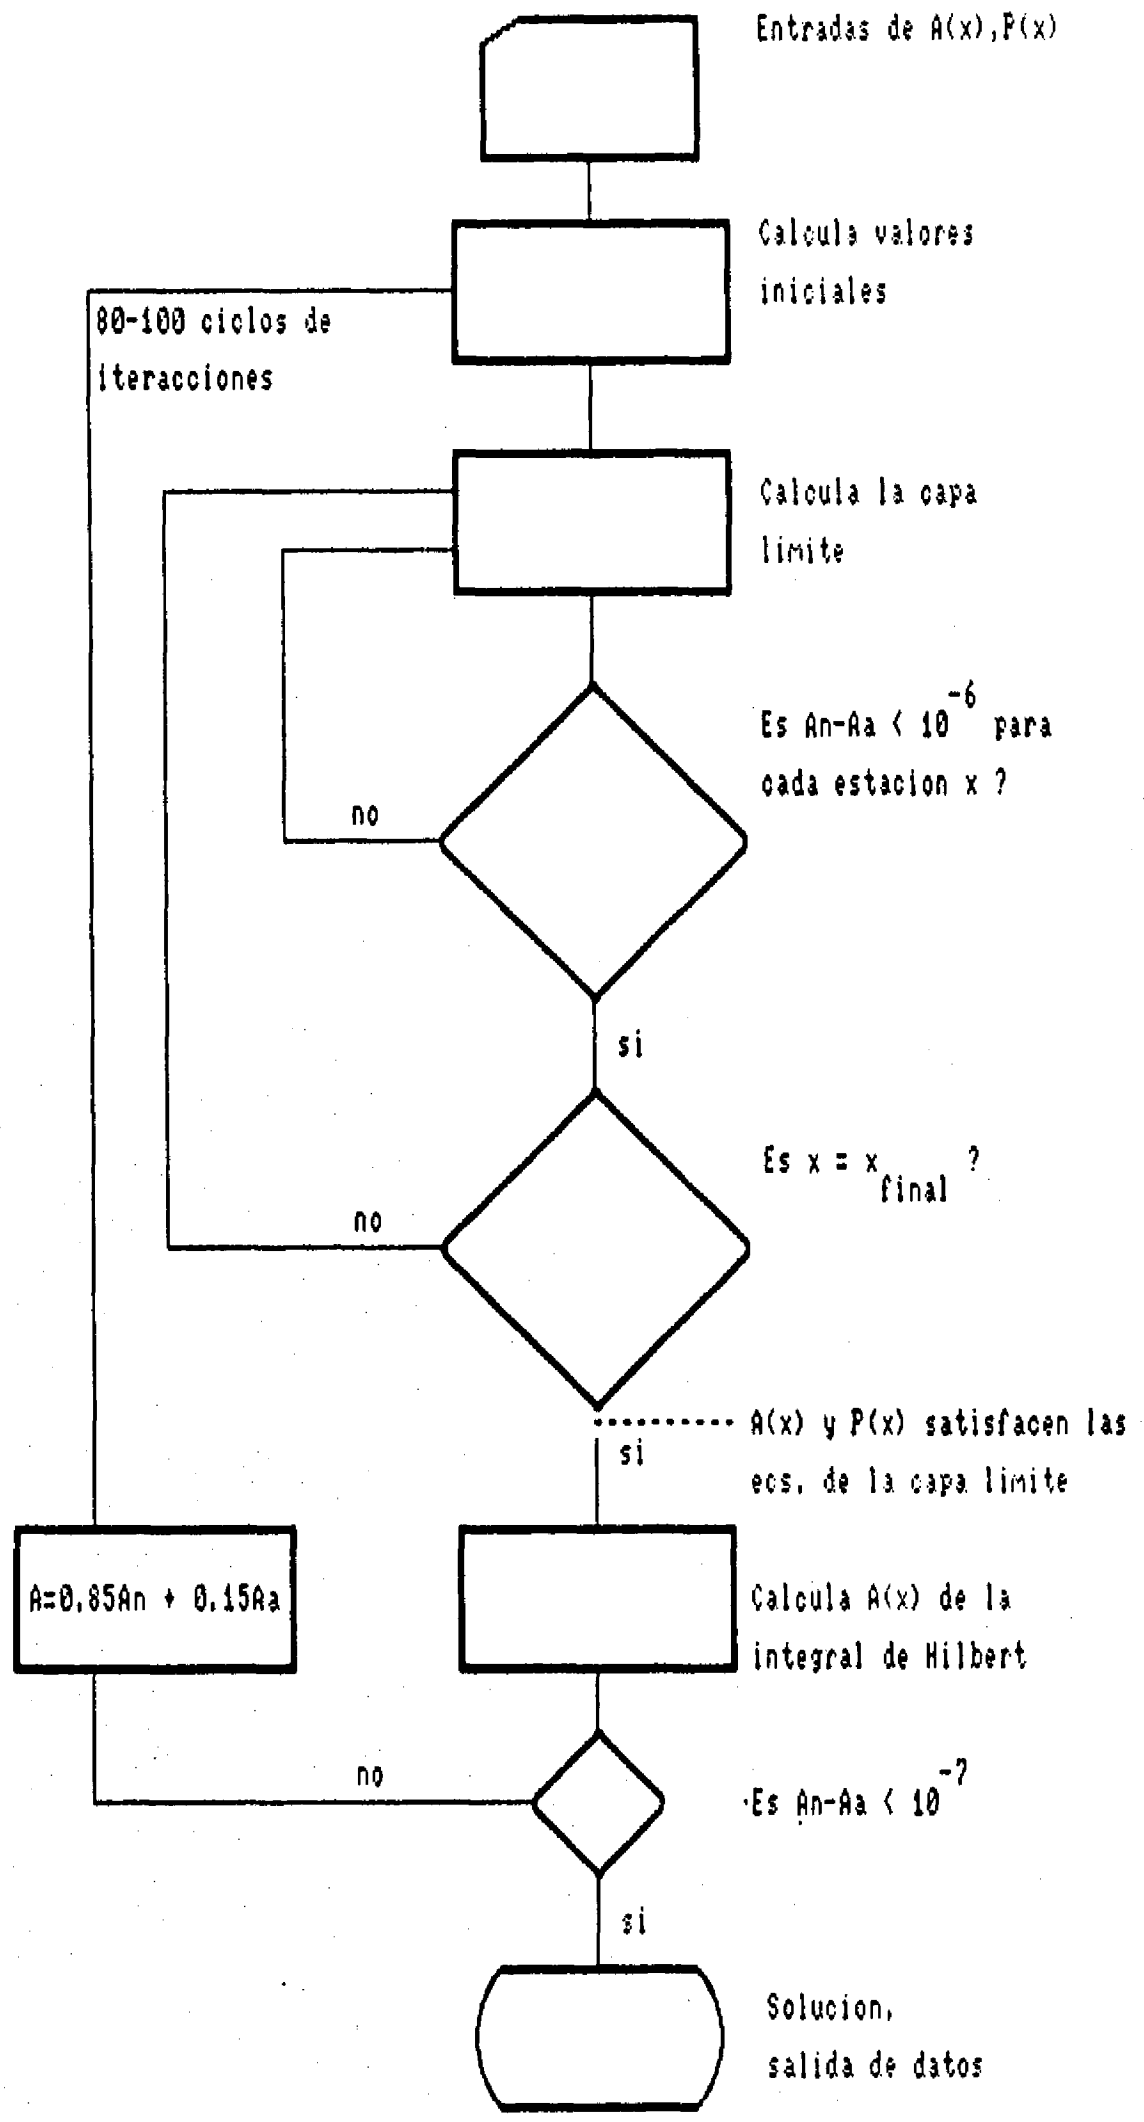 Entradas de A(x),P(x)
Calcula valores
iniciales
80-100 ciclos de
iteracciones
Calcula la capa
limite
Es An-Aa < 10^-6 para
cada estacion x ?
no
si
Es x = x_final ?
no
A(x) y P(x) satisfacen las
si
ecs. de la capa limite
A=0.85An + 0.15Aa
Calcula A(x) de la
integral de Hilbert
no
Es An-Aa < 10^-7
si
Solucion,
salida de datos